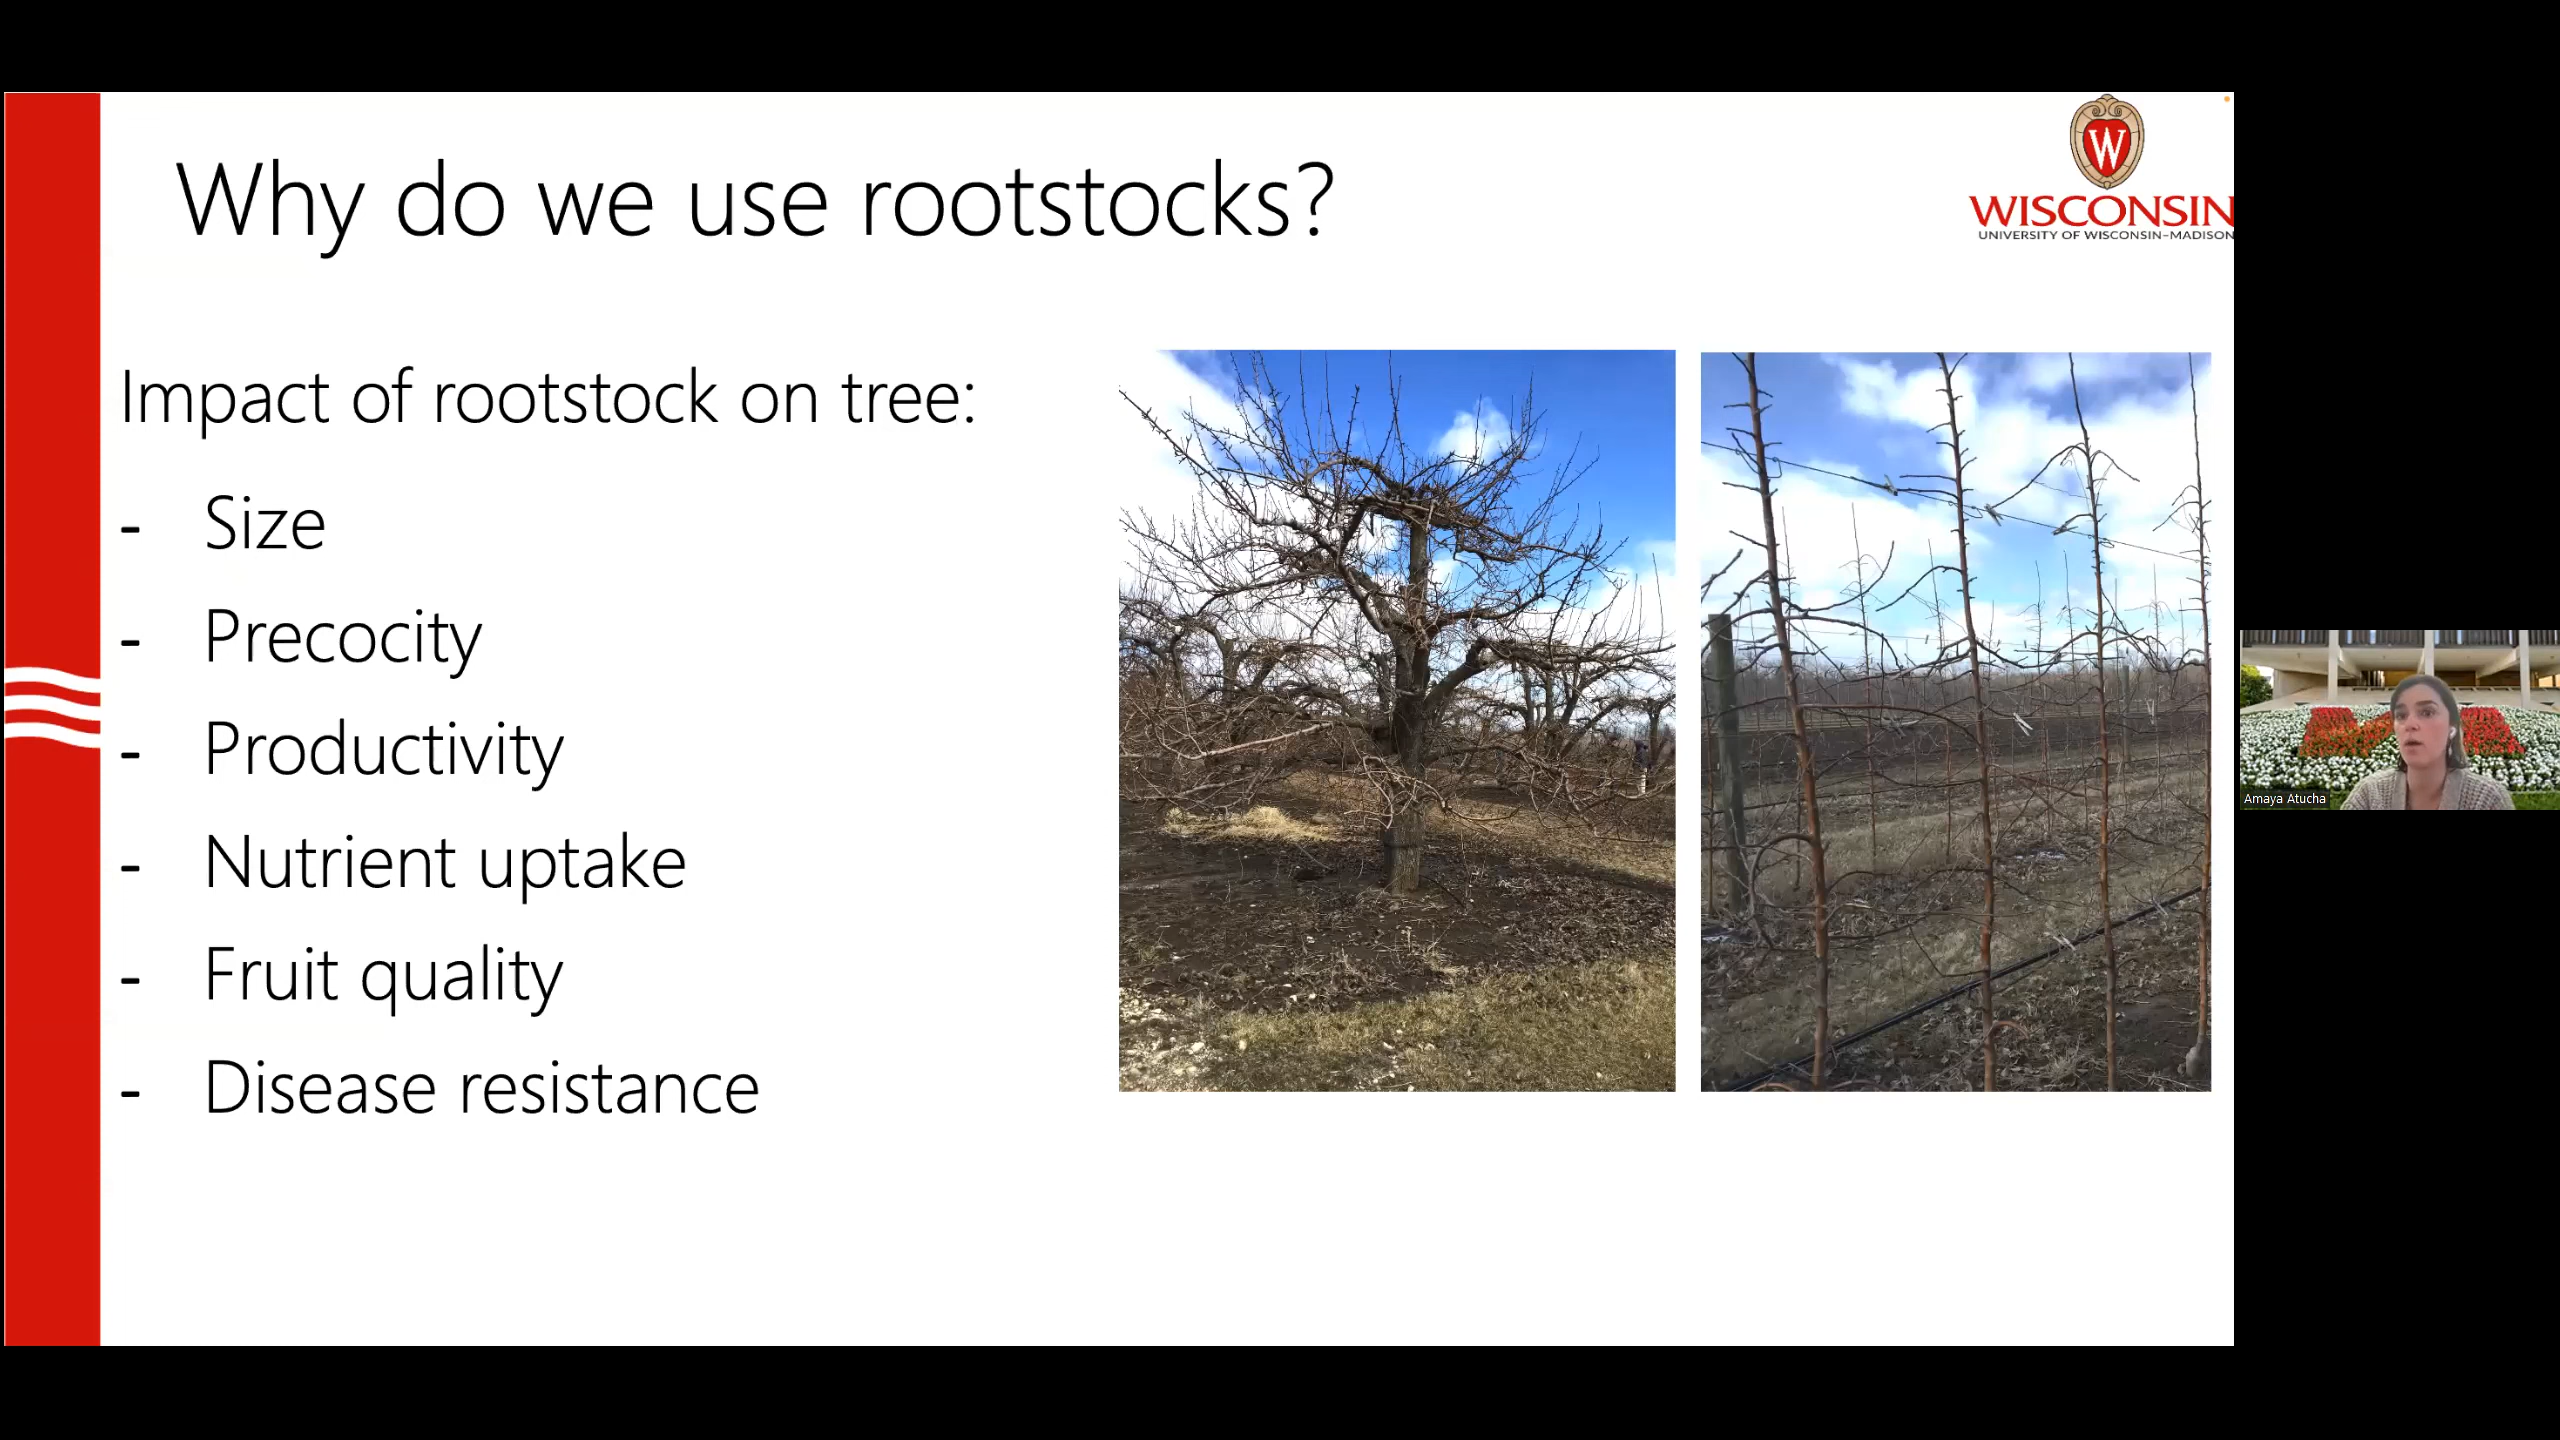 Why do we use rootstocks?
W
WISCONSIN
UNIVERSITY OF WISCONSIN-MADISON
Impact of rootstock on tree:
- Size
- Precocity
- Productivity
- Nutrient uptake
- Fruit quality
- Disease resistance
Amaya Atucha